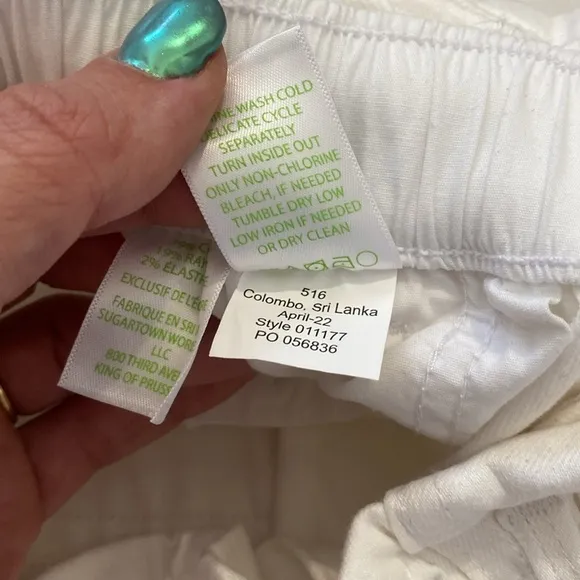 WASH COLD
DELICATE CYCLE
SEPARATELY
TURN INSIDE OUT
ONLY NON-CHLORINE
BLEACH, IF NEEDED
TUMBLE DRY LOW
LOW IRON IF NEEDED
OR DRY CLEAN
2% ELAST
EXCLUSIF DE
FABRIQUE EN SRI
SUGARTOWN WOR
LLC
800 THIRD AVE
KING OF PRUSS
516
Colombo, Sri Lanka
April-22
Style 011177
PO 056836